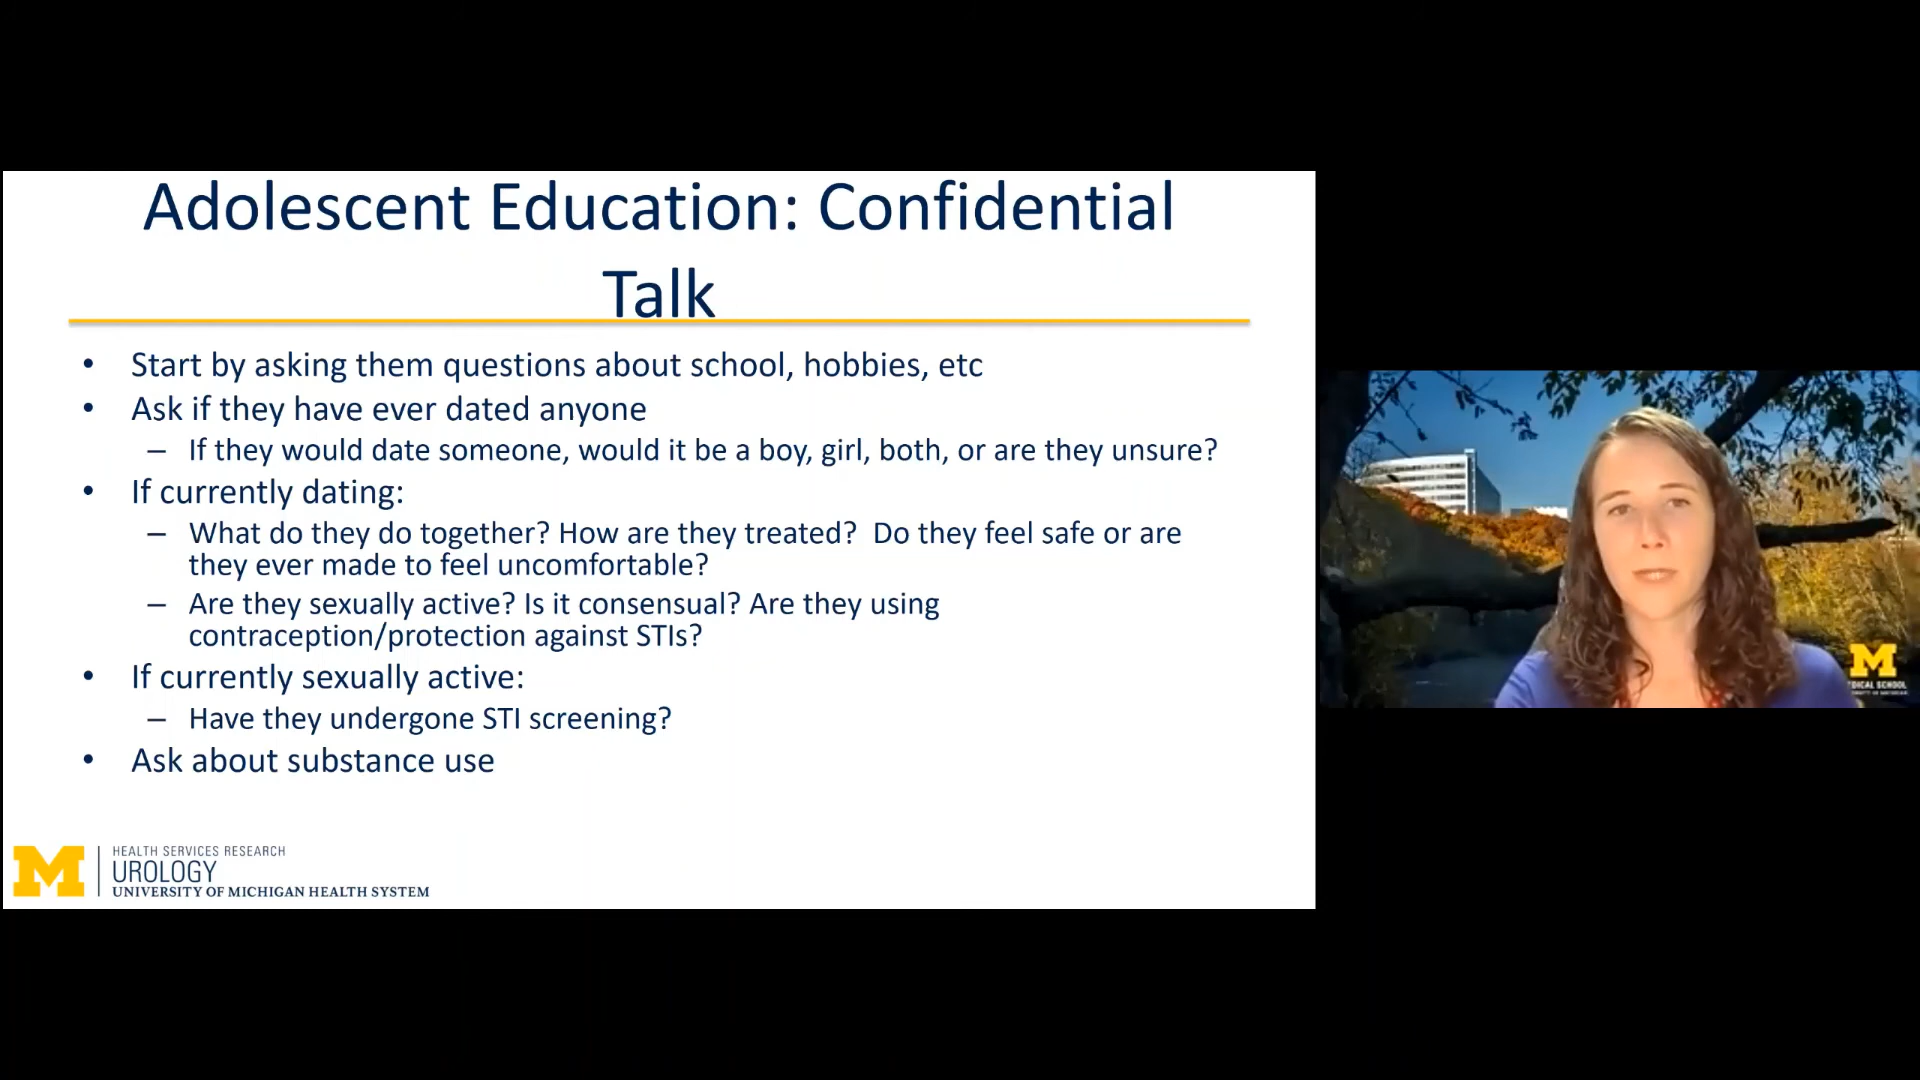 Adolescent Education: Confidential
Talk
• Start by asking them questions about school, hobbies, etc
• Ask if they have ever dated anyone
– If they would date someone, would it be a boy, girl, both, or are they unsure?
• If currently dating:
– What do they do together? How are they treated?  Do they feel safe or are
they ever made to feel uncomfortable?
– Are they sexually active? Is it consensual? Are they using
contraception/protection against STIs?
• If currently sexually active:
– Have they undergone STI screening?
• Ask about substance use
M
HEALTH SERVICES RESEARCH
UROLOGY
UNIVERSITY OF MICHIGAN HEALTH SYSTEM
M
DICAL SCHOOL